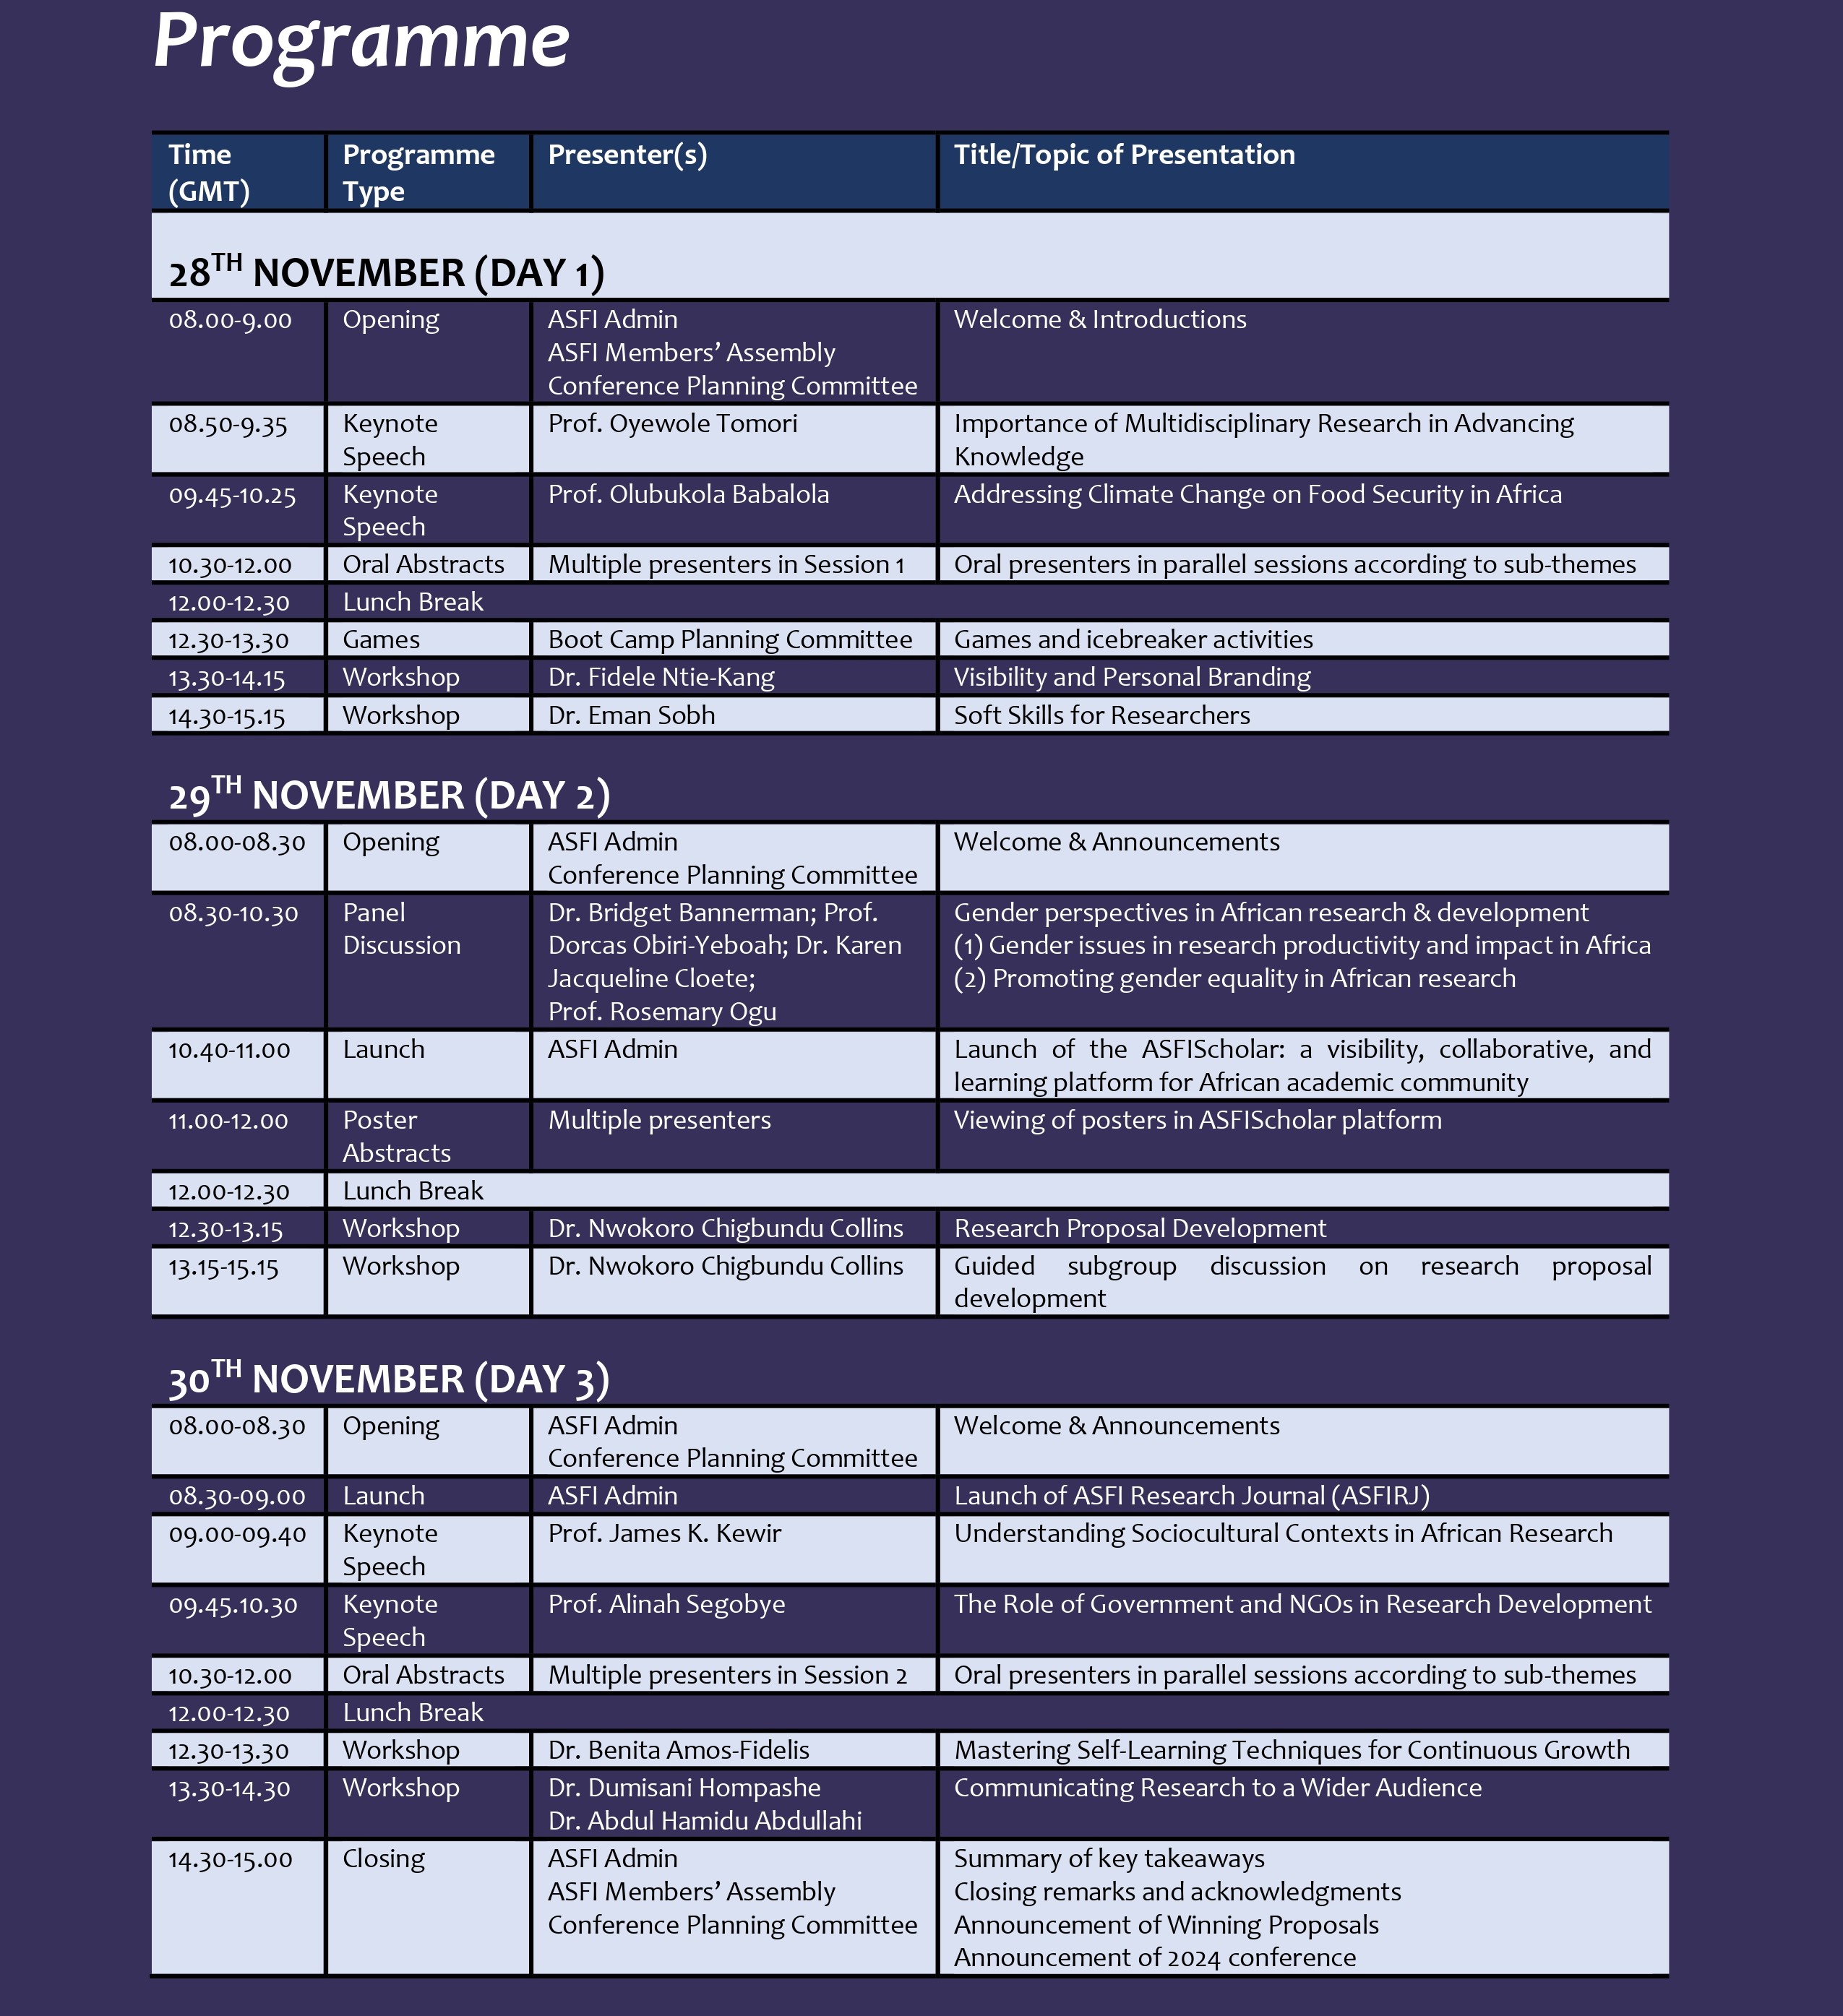 Programme
Time Programme Presenter(s) Title/Topic of Presentation
(GMT) Type
28TH NOVEMBER (DAY 1)
08.00-9.00 Opening ASFI Admin Welcome & Introductions
ASFI Members’ Assembly
Conference Planning Committee
08.50-9.35 Keynote Prof. Oyewole Tomori Importance of Multidisciplinary Research in Advancing
Speech Knowledge
09.45-10.25 Keynote Prof. Olubukola Babalola Addressing Climate Change on Food Security in Africa
Speech
10.30-12.00 Oral Abstracts Multiple presenters in Session 1 Oral presenters in parallel sessions according to sub-themes
12.00-12.30 Lunch Break
12.30-13.30 Games Boot Camp Planning Committee Games and icebreaker activities
13.30-14.15 Workshop Dr. Fidele Ntie-Kang Visibility and Personal Branding
14.30-15.15 Workshop Dr. Eman Sobh Soft Skills for Researchers
29TH NOVEMBER (DAY 2)
08.00-08.30 Opening ASFI Admin Welcome & Announcements
Conference Planning Committee
08.30-10.30 Panel Dr. Bridget Bannerman; Prof. Gender perspectives in African research & development
Discussion Dorcas Obiri-Yeboah; Dr. Karen (1) Gender issues in research productivity and impact in Africa
Jacqueline Cloete; (2) Promoting gender equality in African research
Prof. Rosemary Ogu
10.40-11.00 Launch ASFI Admin Launch of the ASFIScholar: a visibility, collaborative, and
learning platform for African academic community
11.00-12.00 Poster Multiple presenters Viewing of posters in ASFIScholar platform
Abstracts
12.00-12.30 Lunch Break
12.30-13.15 Workshop Dr. Nwokoro Chigbundu Collins Research Proposal Development
13.15-15.15 Workshop Dr. Nwokoro Chigbundu Collins Guided subgroup discussion on research proposal
development
30TH NOVEMBER (DAY 3)
08.00-08.30 Opening ASFI Admin Welcome & Announcements
Conference Planning Committee
08.30-09.00 Launch ASFI Admin Launch of ASFI Research Journal (ASFIRJ)
09.00-09.40 Keynote Prof. James K. Kewir Understanding Sociocultural Contexts in African Research
Speech
09.45.10.30 Keynote Prof. Alinah Segobye The Role of Government and NGOs in Research Development
Speech
10.30-12.00 Oral Abstracts Multiple presenters in Session 2 Oral presenters in parallel sessions according to sub-themes
12.00-12.30 Lunch Break
12.30-13.30 Workshop Dr. Benita Amos-Fidelis Mastering Self-Learning Techniques for Continuous Growth
13.30-14.30 Workshop Dr. Dumisani Hompashe Communicating Research to a Wider Audience
Dr. Abdul Hamidu Abdullahi
14.30-15.00 Closing ASFI Admin Summary of key takeaways
ASFI Members’ Assembly Closing remarks and acknowledgments
Conference Planning Committee Announcement of Winning Proposals
Announcement of 2024 conference